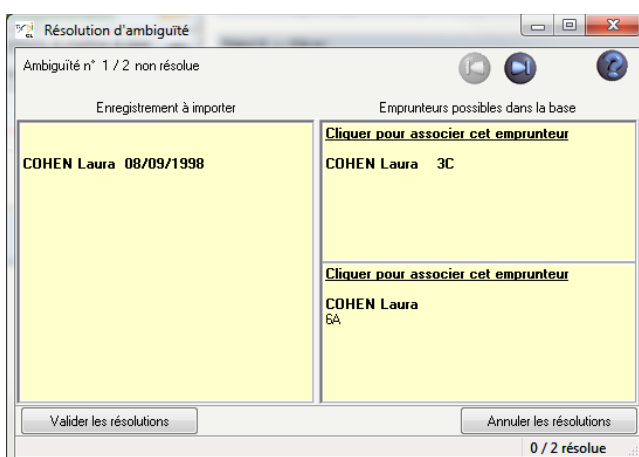 Résolution d'ambiguïté
Ambiguïté n° 1 / 2 non résolue
Enregistrement à importer
Emprunteurs possibles dans la base
COHEN Laura 08/09/1998
Cliquer pour associer cet emprunteur
COHEN Laura 3C
Cliquer pour associer cet emprunteur
COHEN Laura
6A
Valider les résolutions
Annuler les résolutions
0 / 2 résolue